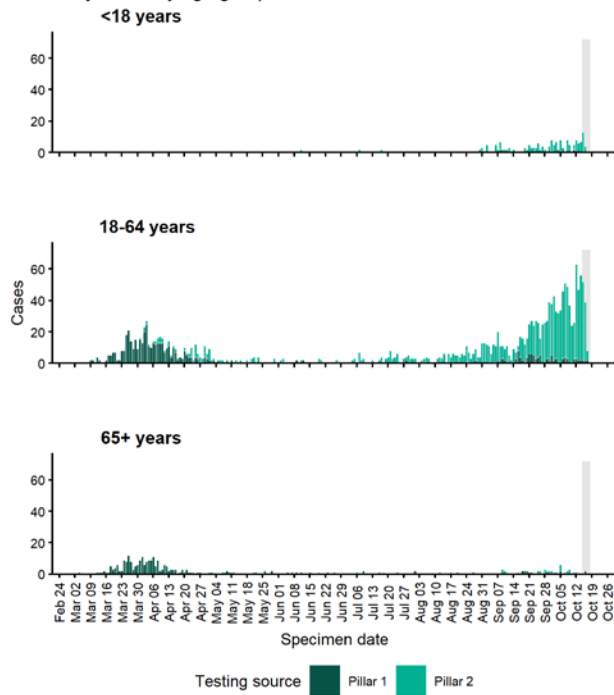 <18 years
60
40
20
0
18-64 years
60
40
20
0
Cases
65+ years
60
40
20
0
Feb 24
Mar 02
Mar 09
Mar 16
Mar 23
Mar 30
Apr 06
Apr 13
Apr 20
Apr 27
May 04
May 11
May 18
May 25
Jun 01
Jun 08
Jun 15
Jun 22
Jun 29
Jul 06
Jul 13
Jul 20
Jul 27
Aug 03
Aug 10
Aug 17
Aug 24
Aug 31
Sep 07
Sep 14
Sep 21
Sep 28
Oct 05
Oct 12
Oct 19
Oct 26
Specimen date
Testing source Pillar 1 Pillar 2